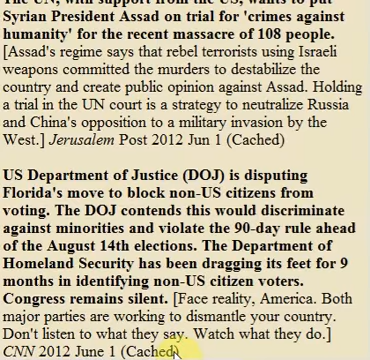 The UN, with support from the US, wants to put
Syrian President Assad on trial for 'crimes against
humanity' for the recent massacre of 108 people.
[Assad's regime says that rebel terrorists using Israeli
weapons committed the murders to destabilize the
country and create public opinion against Assad. Holding
a trial in the UN court is a strategy to neutralize Russia
and China's opposition to a military invasion by the
West.] Jerusalem Post 2012 Jun 1 (Cached)
US Department of Justice (DOJ) is disputing
Florida's move to block non-US citizens from
voting. The DOJ contends this would discriminate
against minorities and violate the 90-day rule ahead
of the August 14th elections. The Department of
Homeland Security has been dragging its feet for 9
months in identifying non-US citizen voters.
Congress remains silent. [Face reality, America. Both
major parties are working to dismantle your country.
Don't listen to what they say. Watch what they do.]
CNN 2012 June 1 (Cached)